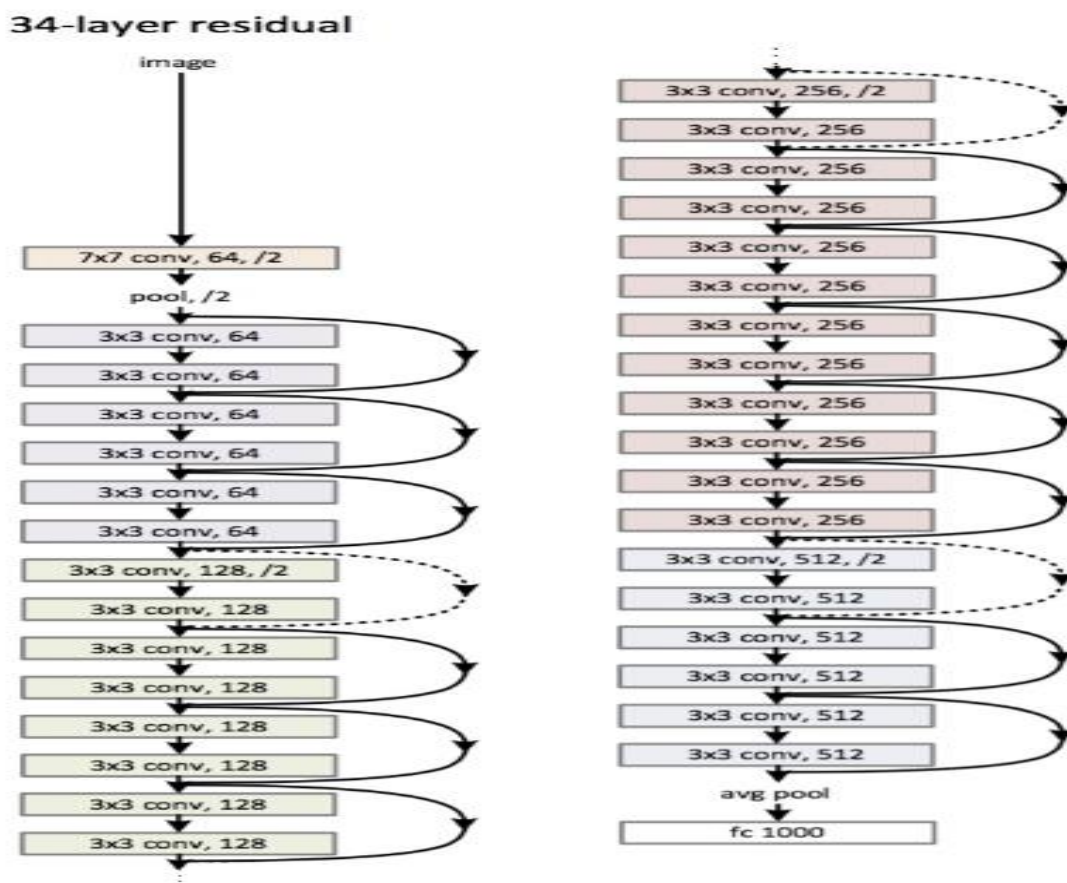 34-layer residual
image
7x7 conv, 64, /2
pool, /2
3x3 conv, 64
3x3 conv, 64
3x3 conv, 64
3x3 conv, 64
3x3 conv, 64
3x3 conv, 64
3x3 conv, 128, /2
3x3 conv, 128
3x3 conv, 128
3x3 conv, 128
3x3 conv, 128
3x3 conv, 128
3x3 conv, 128
3x3 conv, 128
3x3 conv, 256, /2
3x3 conv, 256
3x3 conv, 256
3x3 conv, 256
3x3 conv, 256
3x3 conv, 256
3x3 conv, 256
3x3 conv, 256
3x3 conv, 256
3x3 conv, 256
3x3 conv, 256
3x3 conv, 256
3x3 conv, 512, /2
3x3 conv, 512
3x3 conv, 512
3x3 conv, 512
3x3 conv, 512
3x3 conv, 512
avg pool
fc 1000